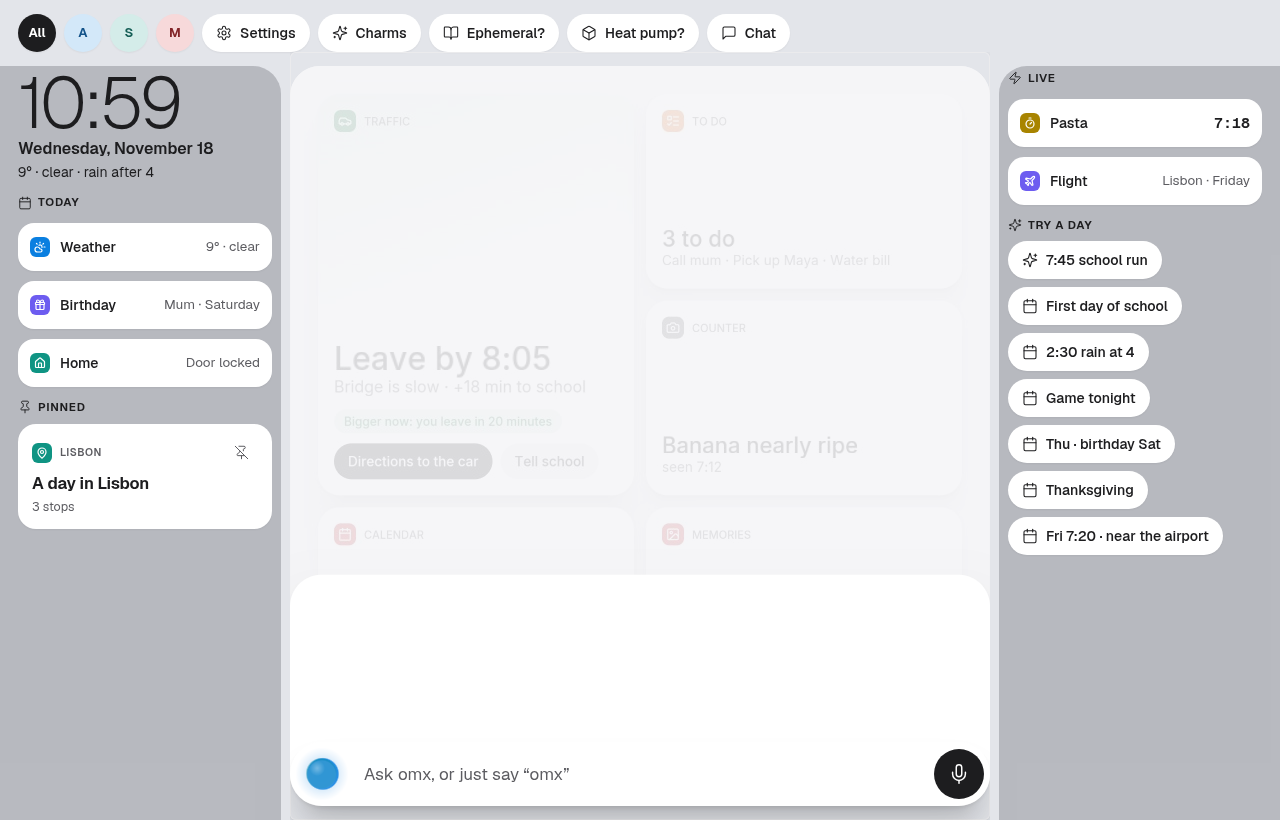 All
A
S
M
Settings
Charms
Ephemeral?
Heat pump?
Chat
10:59
Wednesday, November 18
9° · clear · rain after 4
TODAY
Weather
9° · clear
Birthday
Mum · Saturday
Home
Door locked
PINNED
LISBON
A day in Lisbon
3 stops
TRAFFIC
Leave by 8:05
Bridge is slow · +18 min to school
Bigger now: you leave in 20 minutes
Directions to the car
Tell school
TO DO
3 to do
Call mum · Pick up Maya · Water bill
COUNTER
Banana nearly ripe
seen 7:12
CALENDAR
MEMORIES
Ask omx, or just say “omx”
LIVE
Pasta
7:18
Flight
Lisbon · Friday
TRY A DAY
7:45 school run
First day of school
2:30 rain at 4
Game tonight
Thu · birthday Sat
Thanksgiving
Fri 7:20 · near the airport